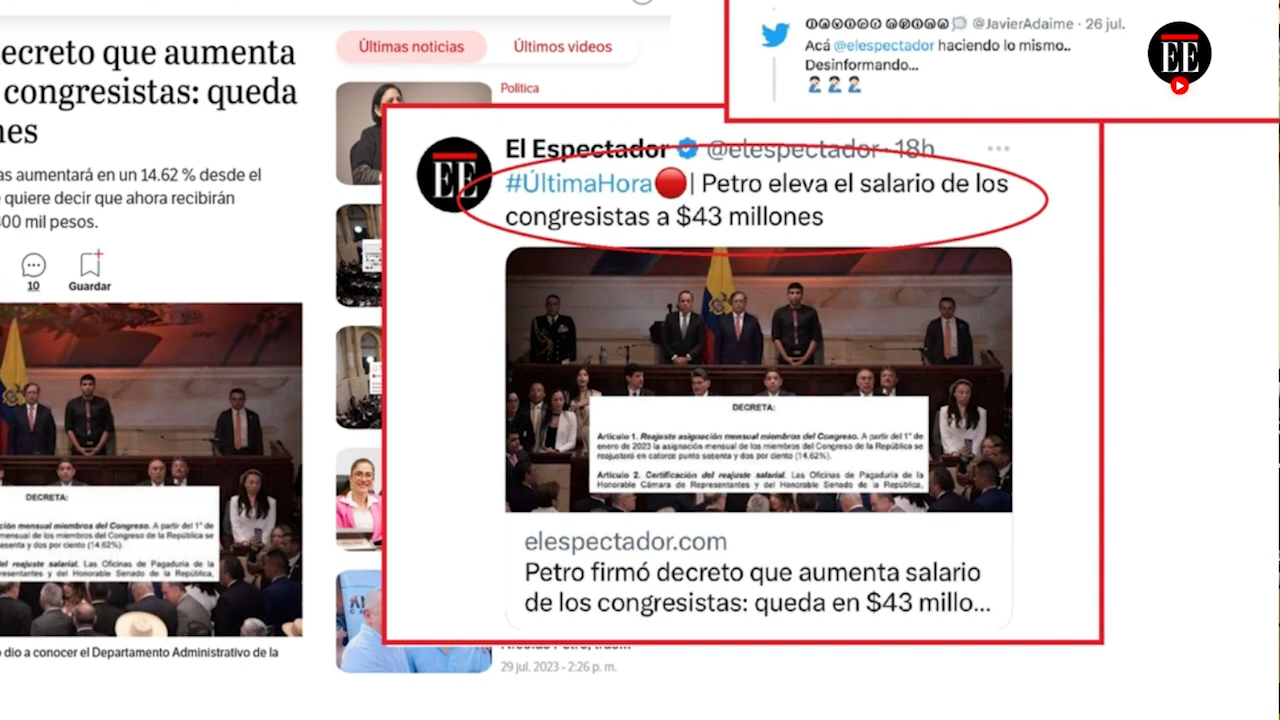 decreto que aumenta
congresistas: queda
nes
as aumentará en un 14.62 % desde el
quiere decir que ahora recibirán
400 mil pesos.
10
Guardar
DECRETA:
mensual miembros del Congreso. A partir del 1° de
mensual de los miembros del Congreso de la República se
sesenta y dos por ciento (14.62%).
del reajuste salarial. Las Oficinas de Pagaduría de la
Representantes y del Honorable Senado de la República,
dio a conocer el Departamento Administrativo de la
Últimas noticias
Últimos videos
Política
29 jul. 2023 - 2:26 p. m.
@JavierAdaime · 26 jul.
Acá @elespectador haciendo lo mismo..
Desinformando...
EE
EE
El Espectador @elespectador · 18h
#ÚltimaHora🔴| Petro eleva el salario de los
congresistas a $43 millones
DECRETA:
Artículo 1. Reajuste asignación mensual miembros del Congreso. A partir del 1° de
enero de 2023 la asignación mensual de los miembros del Congreso de la República se
reajustará en catorce punto sesenta y dos por ciento (14.62%).
Artículo 2. Certificación del reajuste salarial. Las Oficinas de Pagaduría de la
Honorable Cámara de Representantes y del Honorable Senado de la República,
elespectador.com
Petro firmó decreto que aumenta salario
de los congresistas: queda en $43 millo...